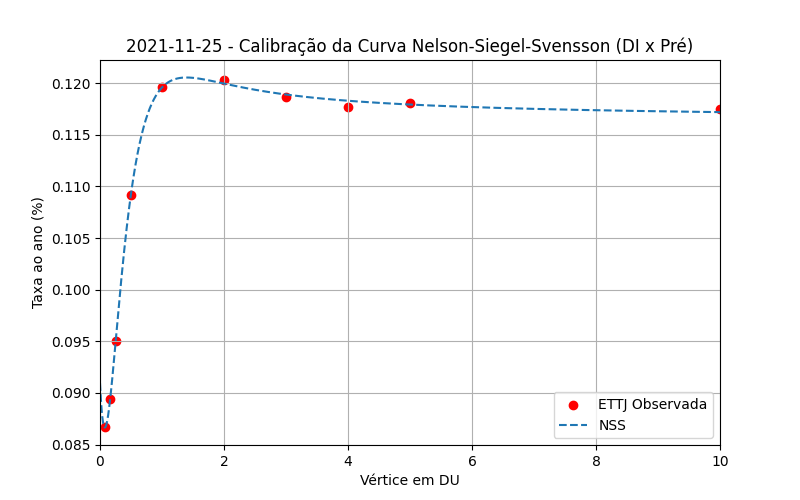 2021-11-25 - Calibração da Curva Nelson-Siegel-Svensson (DI x Pré)
Taxa ao ano (%)
0.120
0.115
0.110
0.105
0.100
0.095
0.090
0.085
ETTJ Observada
NSS
0 2 4 6 8 10
Vértice em DU